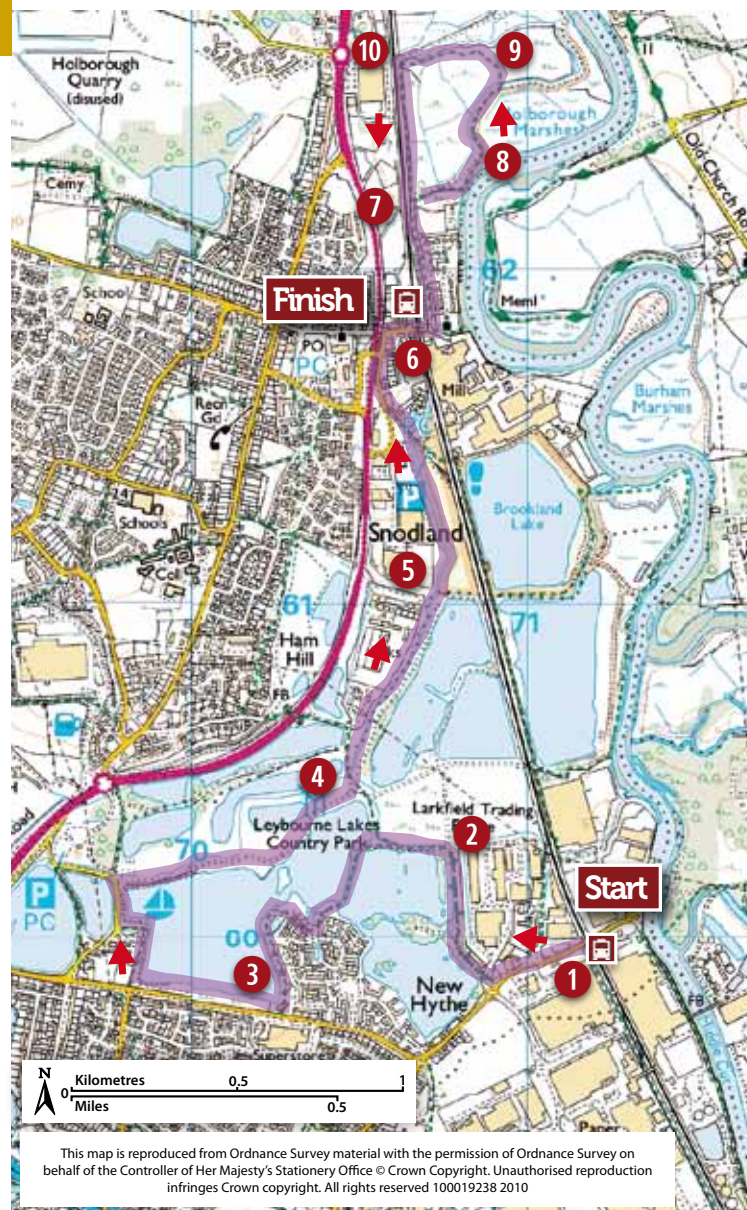 Holborough
Quarry
(disused)
10
9
11
olborough
Marshes
8
Old Church Ro
Cemy
7
62
School
Finish
Meml
PO
PC
6
Mill
Recn
Gd
Burham
Marshes
Schools
Brookland
Lake
Snodland
5
61
71
Ham
Hill
FB
4
Larkfield Trading
Leybourne Lakes
Country Park
2
70
oad
P
PC
Start
00
3
1
New
Hythe
FB
Superstore
N
Kilometres
0
0.5
1
Miles
0.5
Paper
This map is reproduced from Ordnance Survey material with the permission of Ordnance Survey on
behalf of the Controller of Her Majesty's Stationery Office © Crown Copyright. Unauthorised reproduction
infringes Crown copyright. All rights reserved 100019238 2010